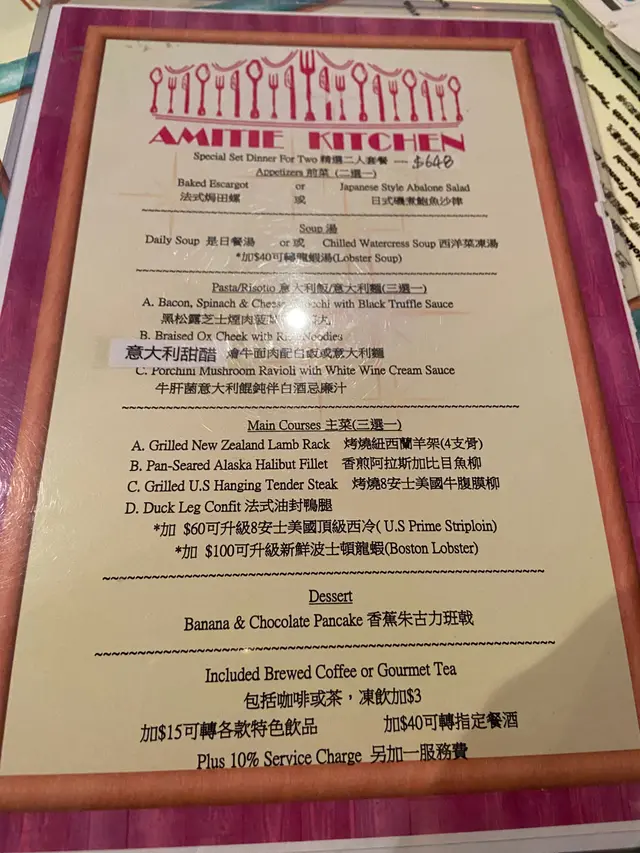 AMITIE KITCHEN
Special Set Dinner For Two 精選二人套餐 — $648
Appetizers 前菜 (二選一)
Baked Escargot or Japanese Style Abalone Salad
法式焗田螺 或 日式磯煮鮑魚沙律
Soup 湯
Daily Soup 是日餐湯 or 或 Chilled Watercress Soup 西洋菜凍湯
*加$40可轉龍蝦湯(Lobster Soup)
Pasta/Risotto 意大利飯/意大利麵(三選一)
A. Bacon, Spinach & Cheese with Black Truffle Sauce
黑松露芝士煙肉菠
B. Braised Ox Cheek with Noodles
意大利甜醋 燴牛面肉配白飯或意大利麵
C. Porchini Mushroom Ravioli with White Wine Cream Sauce
牛肝菌意大利餛飩伴白酒忌廉汁
Main Courses 主菜(三選一)
A. Grilled New Zealand Lamb Rack 烤燒紐西蘭羊架(4支骨)
B. Pan-Seared Alaska Halibut Fillet 香煎阿拉斯加比目魚柳
C. Grilled U.S Hanging Tender Steak 烤燒8安士美國牛腹膜柳
D. Duck Leg Confit 法式油封鴨腿
*加 $60可升級8安士美國頂級西冷( U.S Prime Striploin)
*加 $100可升級新鮮波士頓龍蝦(Boston Lobster)
Dessert
Banana & Chocolate Pancake 香蕉朱古力班戟
Included Brewed Coffee or Gourmet Tea
包括咖啡或茶，凍飲加$3
加$15可轉各款特色飲品 加$40可轉指定餐酒
Plus 10% Service Charge 另加一服務費